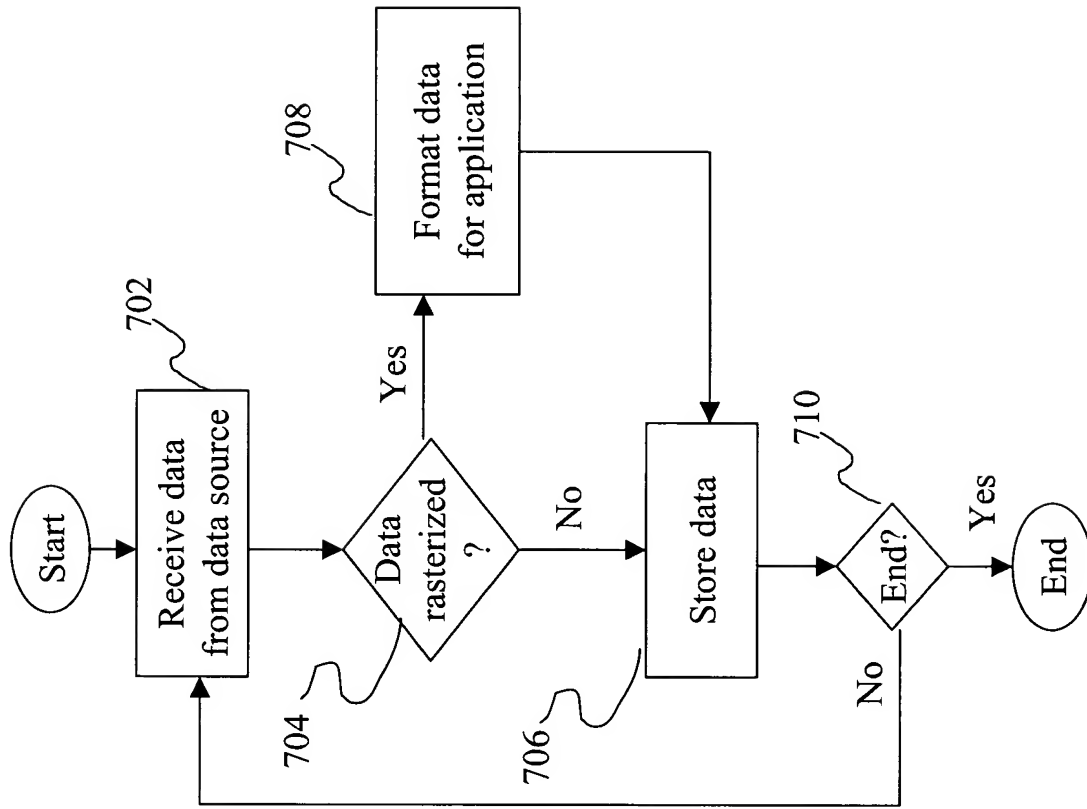 Start
702
Receive data
from data source
704
Data
rasterized
?
Yes
708
Format data
for application
No
706
Store data
710
End?
No
Yes
End